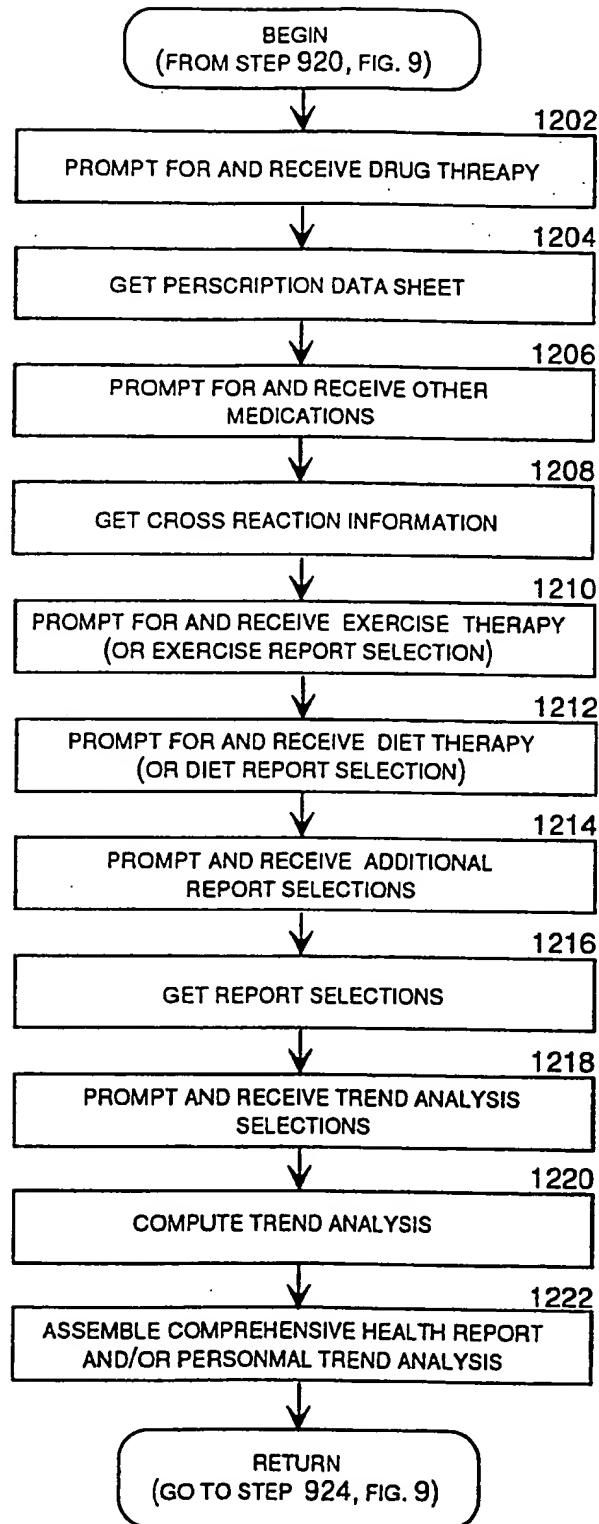 BEGIN
(FROM STEP 920, FIG. 9)
1202
PROMPT FOR AND RECEIVE DRUG THREAPY
1204
GET PERSCRIPTION DATA SHEET
1206
PROMPT FOR AND RECEIVE OTHER
MEDICATIONS
1208
GET CROSS REACTION INFORMATION
1210
PROMPT FOR AND RECEIVE EXERCISE THERAPY
(OR EXERCISE REPORT SELECTION)
1212
PROMPT FOR AND RECEIVE DIET THERAPY
(OR DIET REPORT SELECTION)
1214
PROMPT AND RECEIVE ADDITIONAL
REPORT SELECTIONS
1216
GET REPORT SELECTIONS
1218
PROMPT AND RECEIVE TREND ANALYSIS
SELECTIONS
1220
COMPUTE TREND ANALYSIS
1222
ASSEMBLE COMPREHENSIVE HEALTH REPORT
AND/OR PERSONMAL TREND ANALYSIS
RETURN
(GO TO STEP 924, FIG. 9)